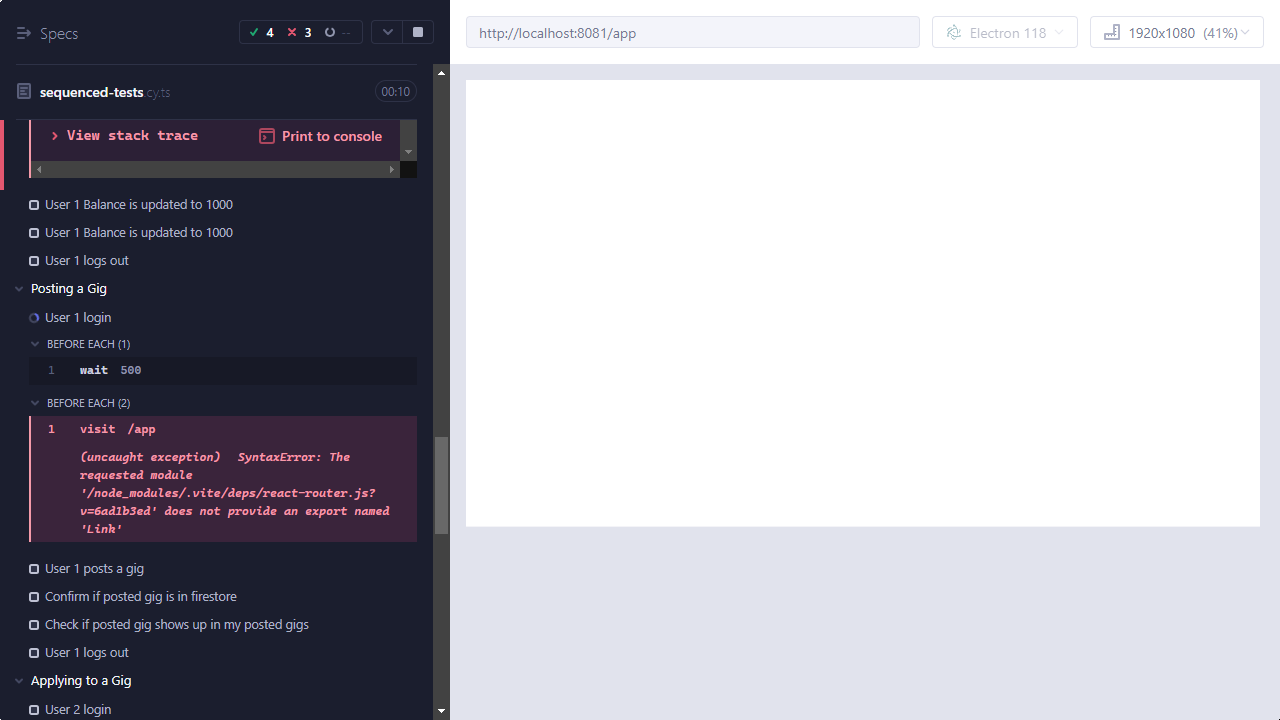 Specs
4
3
--
http://localhost:8081/app
Electron 118
1920x1080 (41%)
sequenced-tests.cy.ts
00:10
View stack trace
Print to console
User 1 Balance is updated to 1000
User 1 Balance is updated to 1000
User 1 logs out
Posting a Gig
User 1 login
BEFORE EACH (1)
1 wait 500
BEFORE EACH (2)
1 visit /app
(uncaught exception) SyntaxError: The
requested module
'/node_modules/.vite/deps/react-router.js?
v=6ad1b3ed' does not provide an export named
'Link'
User 1 posts a gig
Confirm if posted gig is in firestore
Check if posted gig shows up in my posted gigs
User 1 logs out
Applying to a Gig
User 2 login